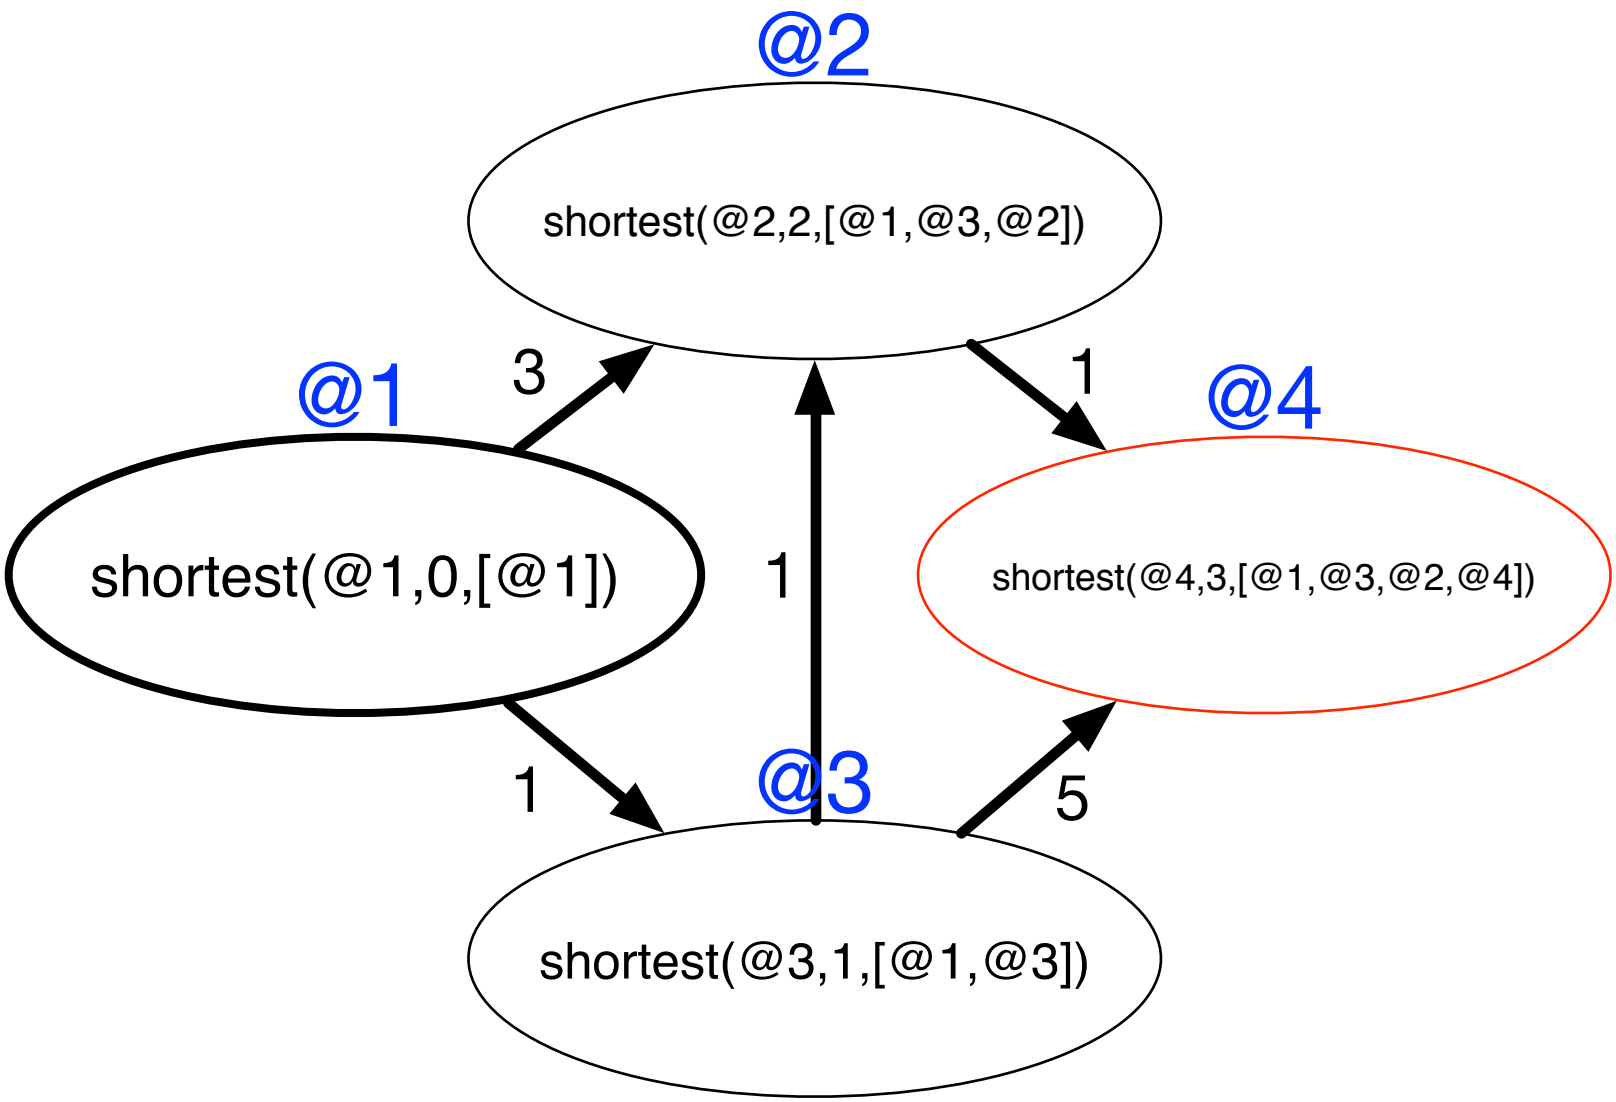 @2
shortest(@2,2,[@1,@3,@2])
3
1
@1
@4
shortest(@1,0,[@1])
1
shortest(@4,3,[@1,@3,@2,@4])
1
@3
5
shortest(@3,1,[@1,@3])